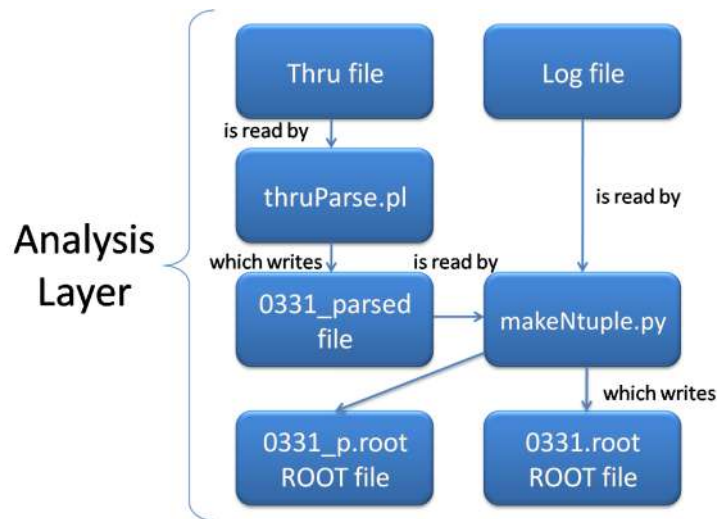 Thru file
Log file
is read by
thruParse.pl
is read by
Analysis
Layer
which writes
is read by
0331_parsed
file
makeNtuple.py
which writes
0331_p.root
ROOT file
0331.root
ROOT file